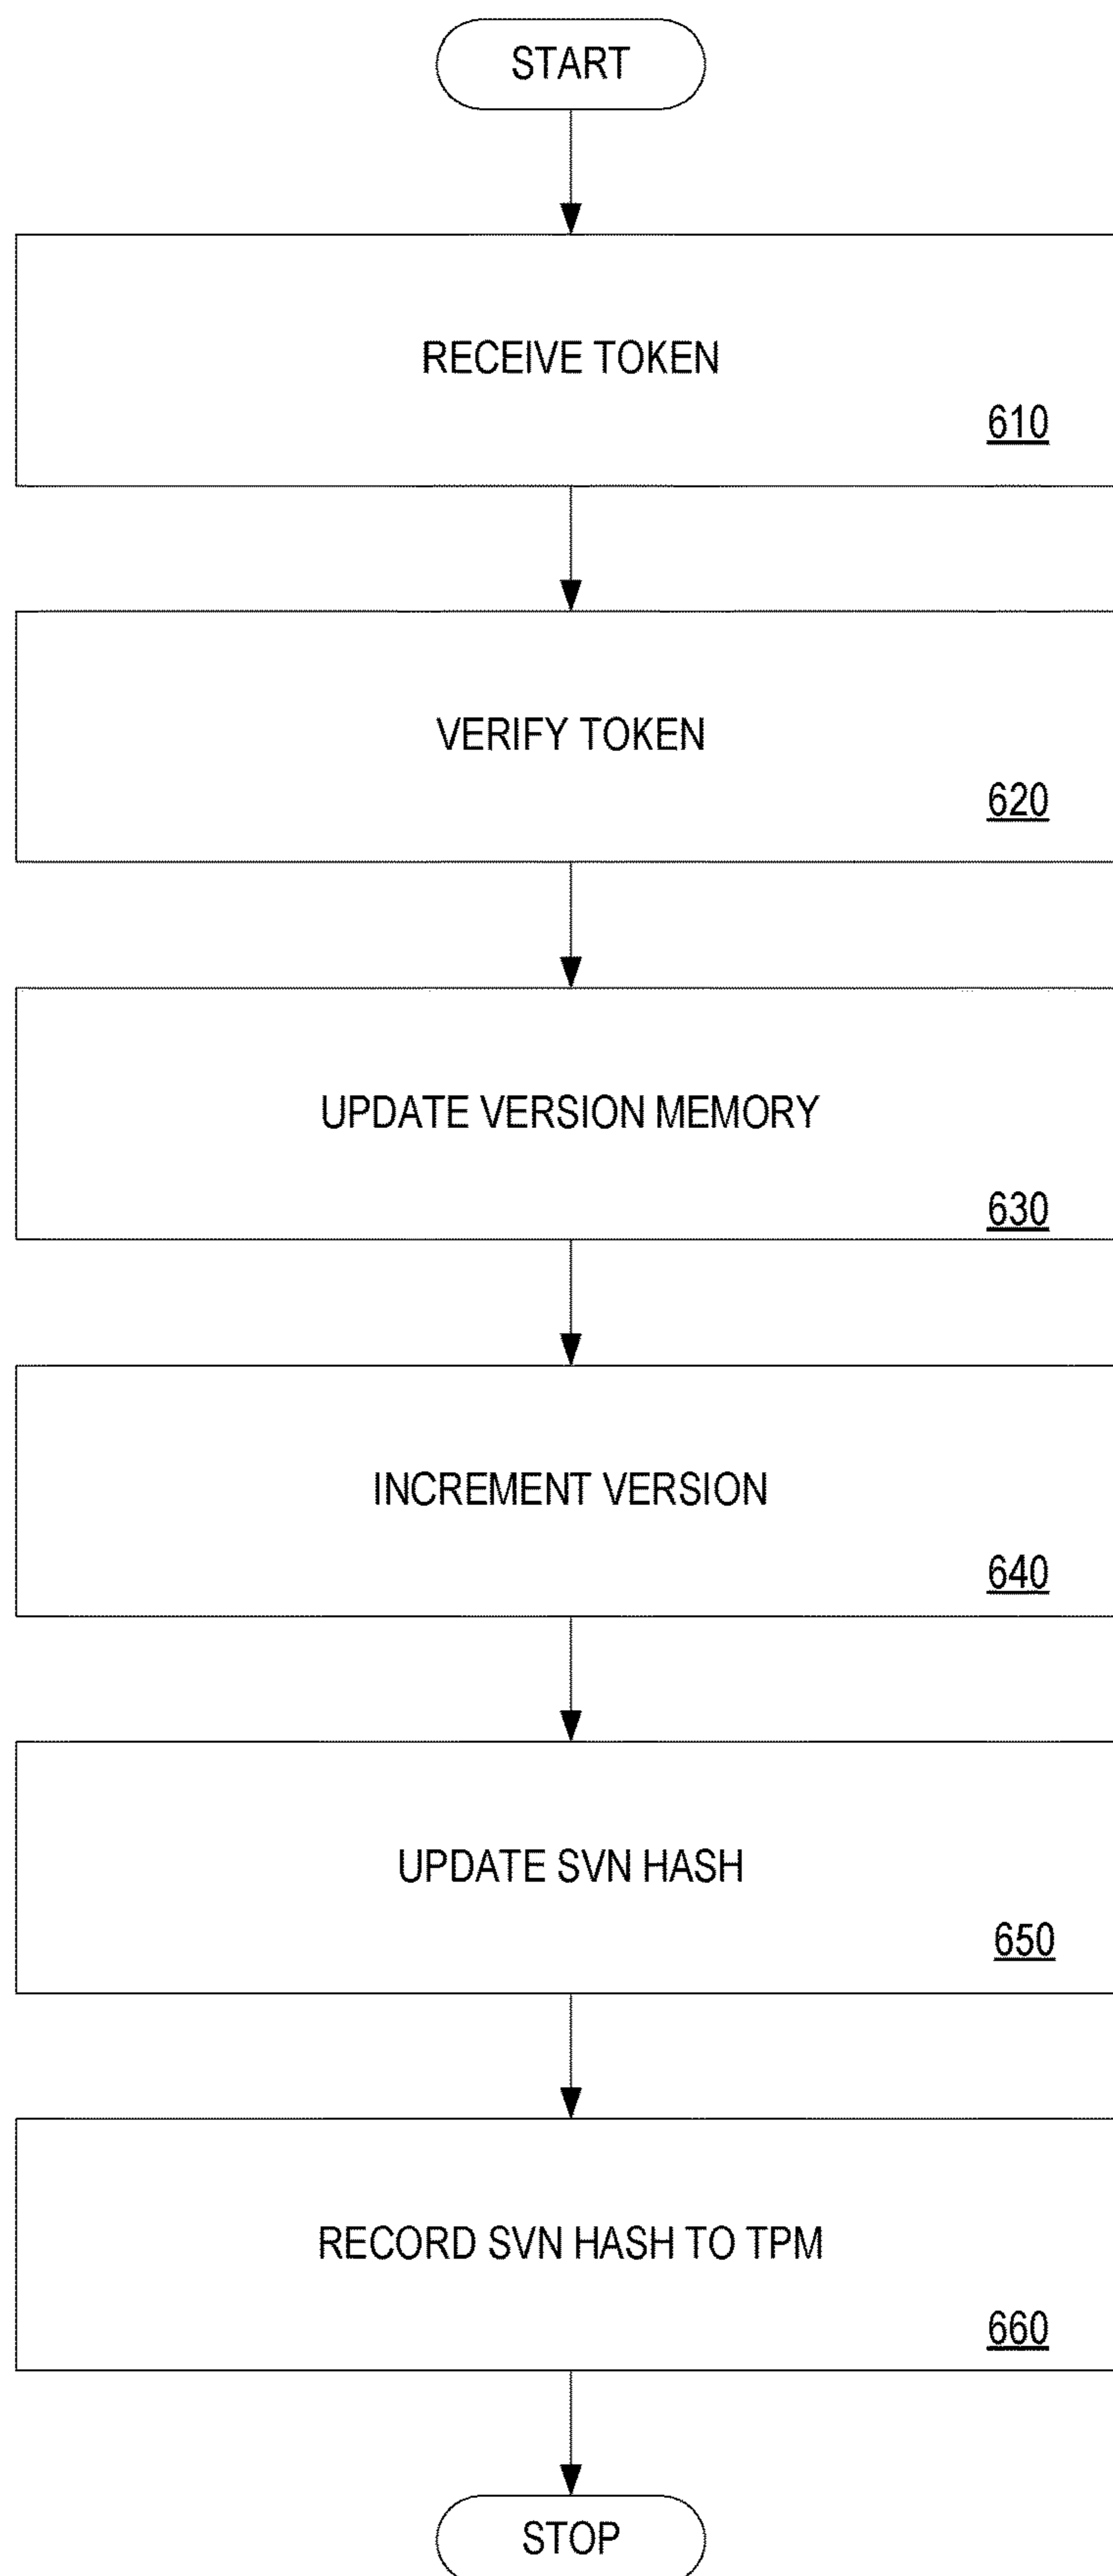 START
RECEIVE TOKEN
610
VERIFY TOKEN
620
UPDATE VERSION MEMORY
630
INCREMENT VERSION
640
UPDATE SVN HASH
650
RECORD SVN HASH TO TPM
660
STOP